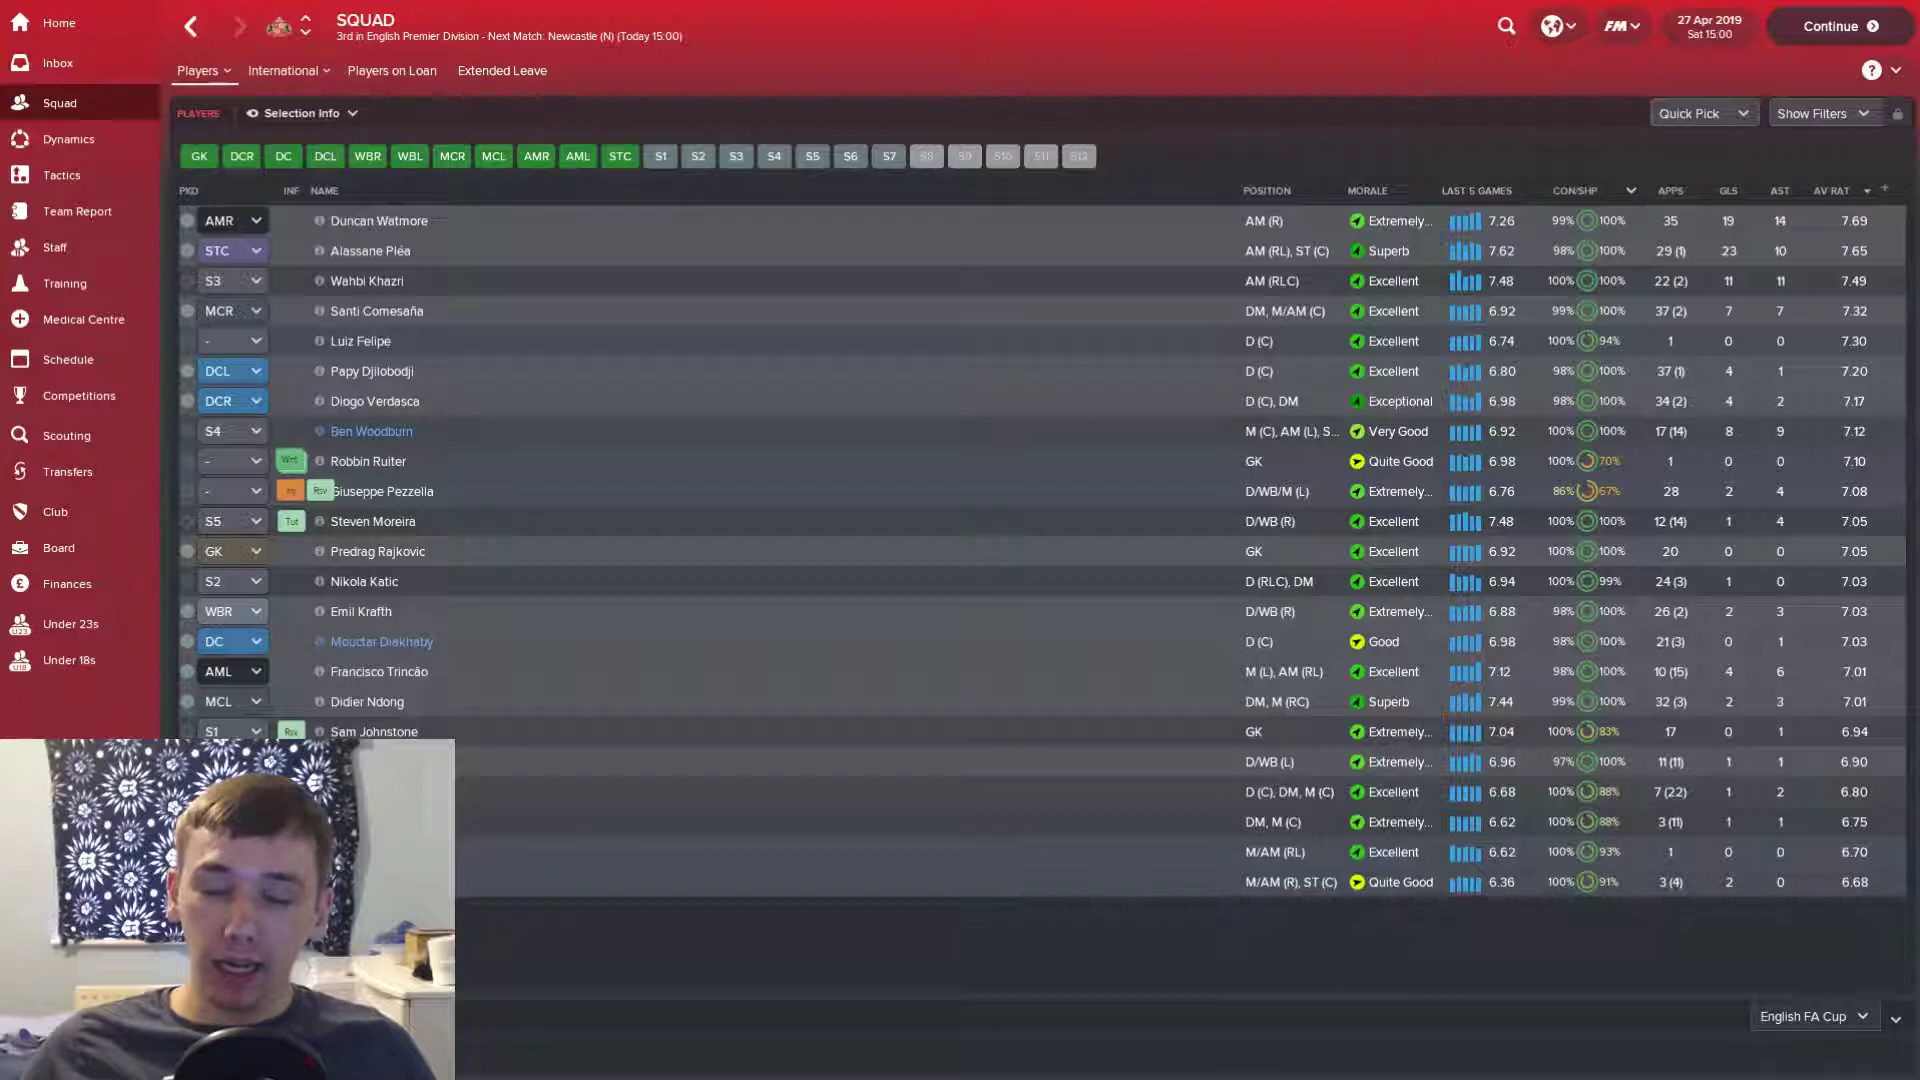 Home
SQUAD
3rd in English Premier Division - Next Match: Newcastle (N) (Today 15:00)
FM
27 Apr 2019
Sat 15:00
Continue
Inbox
Players International Players on Loan Extended Leave
Squad
PLAYERS Selection Info Quick Pick Show Filters
Dynamics
GK DCR DC DCL WBR WBL MCR MCL AMR AML STC S1 S2 S3 S4 S5 S6 S7 S8 S9 S10 S11 S12
Tactics
PKD INF NAME POSITION MORALE LAST 5 GAMES CON/SHP APPS GLS AST AV RAT
Team Report
AMR Duncan Watmore AM (R) Extremely... 7.26 99% 100% 35 19 14 7.69
Staff
STC Alassane Pléa AM (RL), ST (C) Superb 7.62 98% 100% 29 (1) 23 10 7.65
Training
S3 Wahbi Khazri AM (RLC) Excellent 7.48 100% 100% 22 (2) 11 11 7.49
Medical Centre
MCR Santi Comesaña DM, M/AM (C) Excellent 6.92 99% 100% 37 (2) 7 7 7.32
- Luiz Felipe D (C) Excellent 6.74 100% 94% 1 0 0 7.30
Schedule
DCL Papy Djilobodji D (C) Excellent 6.80 98% 100% 37 (1) 4 1 7.20
Competitions
DCR Diogo Verdasca D (C), DM Exceptional 6.98 98% 100% 34 (2) 4 2 7.17
Scouting
S4 Ben Woodburn M (C), AM (L), S... Very Good 6.92 100% 100% 17 (14) 8 9 7.12
- Wnt Robbin Ruiter GK Quite Good 6.98 100% 70% 1 0 0 7.10
Transfers
- Inj Rsv Giuseppe Pezzella D/WB/M (L) Extremely... 6.76 86% 67% 28 2 4 7.08
Club
S5 Tut Steven Moreira D/WB (R) Excellent 7.48 100% 100% 12 (14) 1 4 7.05
Board
GK Predrag Rajkovic GK Excellent 6.92 100% 100% 20 0 0 7.05
Finances
S2 Nikola Katic D (RLC), DM Excellent 6.94 100% 99% 24 (3) 1 0 7.03
U23 Under 23s
WBR Emil Krafth D/WB (R) Extremely... 6.88 98% 100% 26 (2) 2 3 7.03
DC Mouctar Diakhaby D (C) Good 6.98 98% 100% 21 (3) 0 1 7.03
U18 Under 18s
AML Francisco Trincão M (L), AM (RL) Excellent 7.12 98% 100% 10 (15) 4 6 7.01
MCL Didier Ndong DM, M (RC) Superb 7.44 99% 100% 32 (3) 2 3 7.01
S1 Rsv Sam Johnstone GK Extremely... 7.04 100% 83% 17 0 1 6.94
D/WB (L) Extremely... 6.96 97% 100% 11 (11) 1 1 6.90
D (C), DM, M (C) Excellent 6.68 100% 88% 7 (22) 1 2 6.80
DM, M (C) Extremely... 6.62 100% 88% 3 (11) 1 1 6.75
M/AM (RL) Excellent 6.62 100% 93% 1 0 0 6.70
M/AM (R), ST (C) Quite Good 6.36 100% 91% 3 (4) 2 0 6.68
English FA Cup